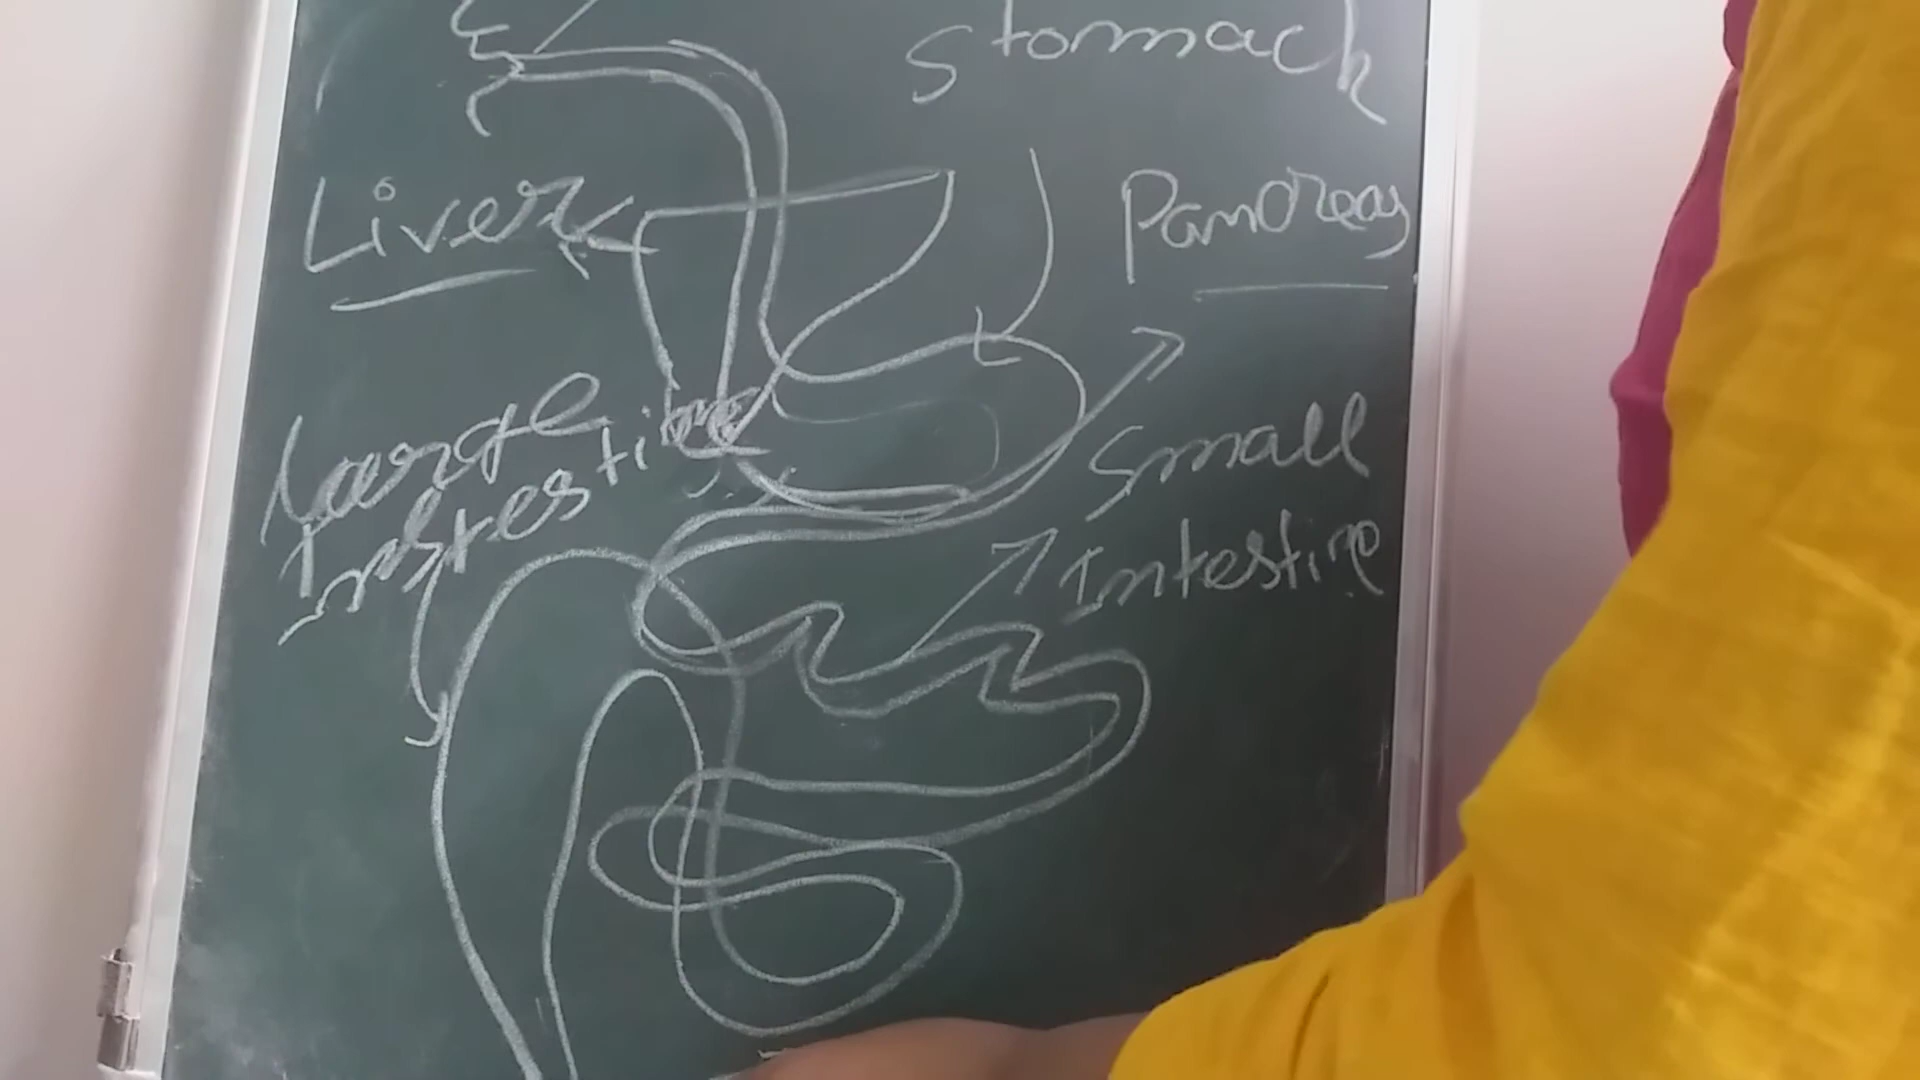 Stomach
Liver
Pancreas
Large
Intestine
Small
Intestine